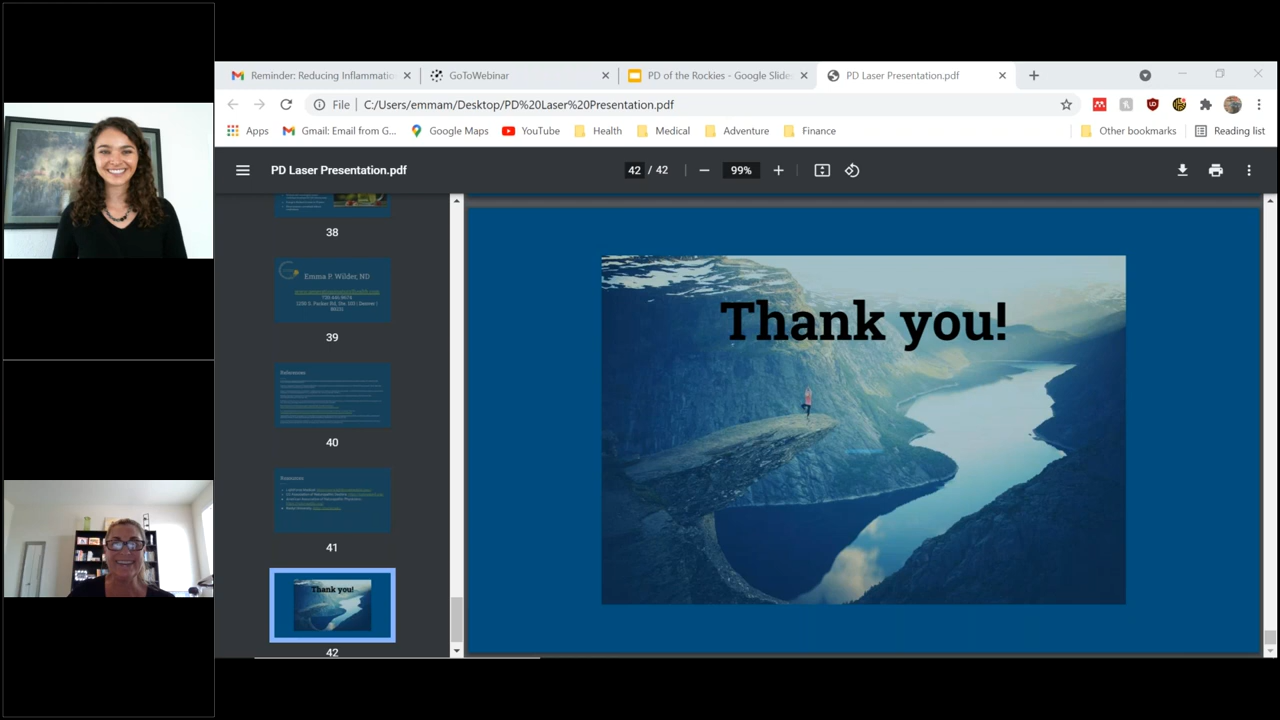 Reminder: Reducing Inflammatio
GoToWebinar
PD of the Rockies - Google Slide
PD Laser Presentation.pdf
File
C:/Users/emmam/Desktop/PD%20Laser%20Presentation.pdf
Apps
Gmail: Email from G...
Google Maps
YouTube
Health
Medical
Adventure
Finance
Other bookmarks
Reading list
PD Laser Presentation.pdf
42 / 42
99%
38
Emma P. Wilder, ND
39
References
40
Resources
41
Thank you!
42
Thank you!